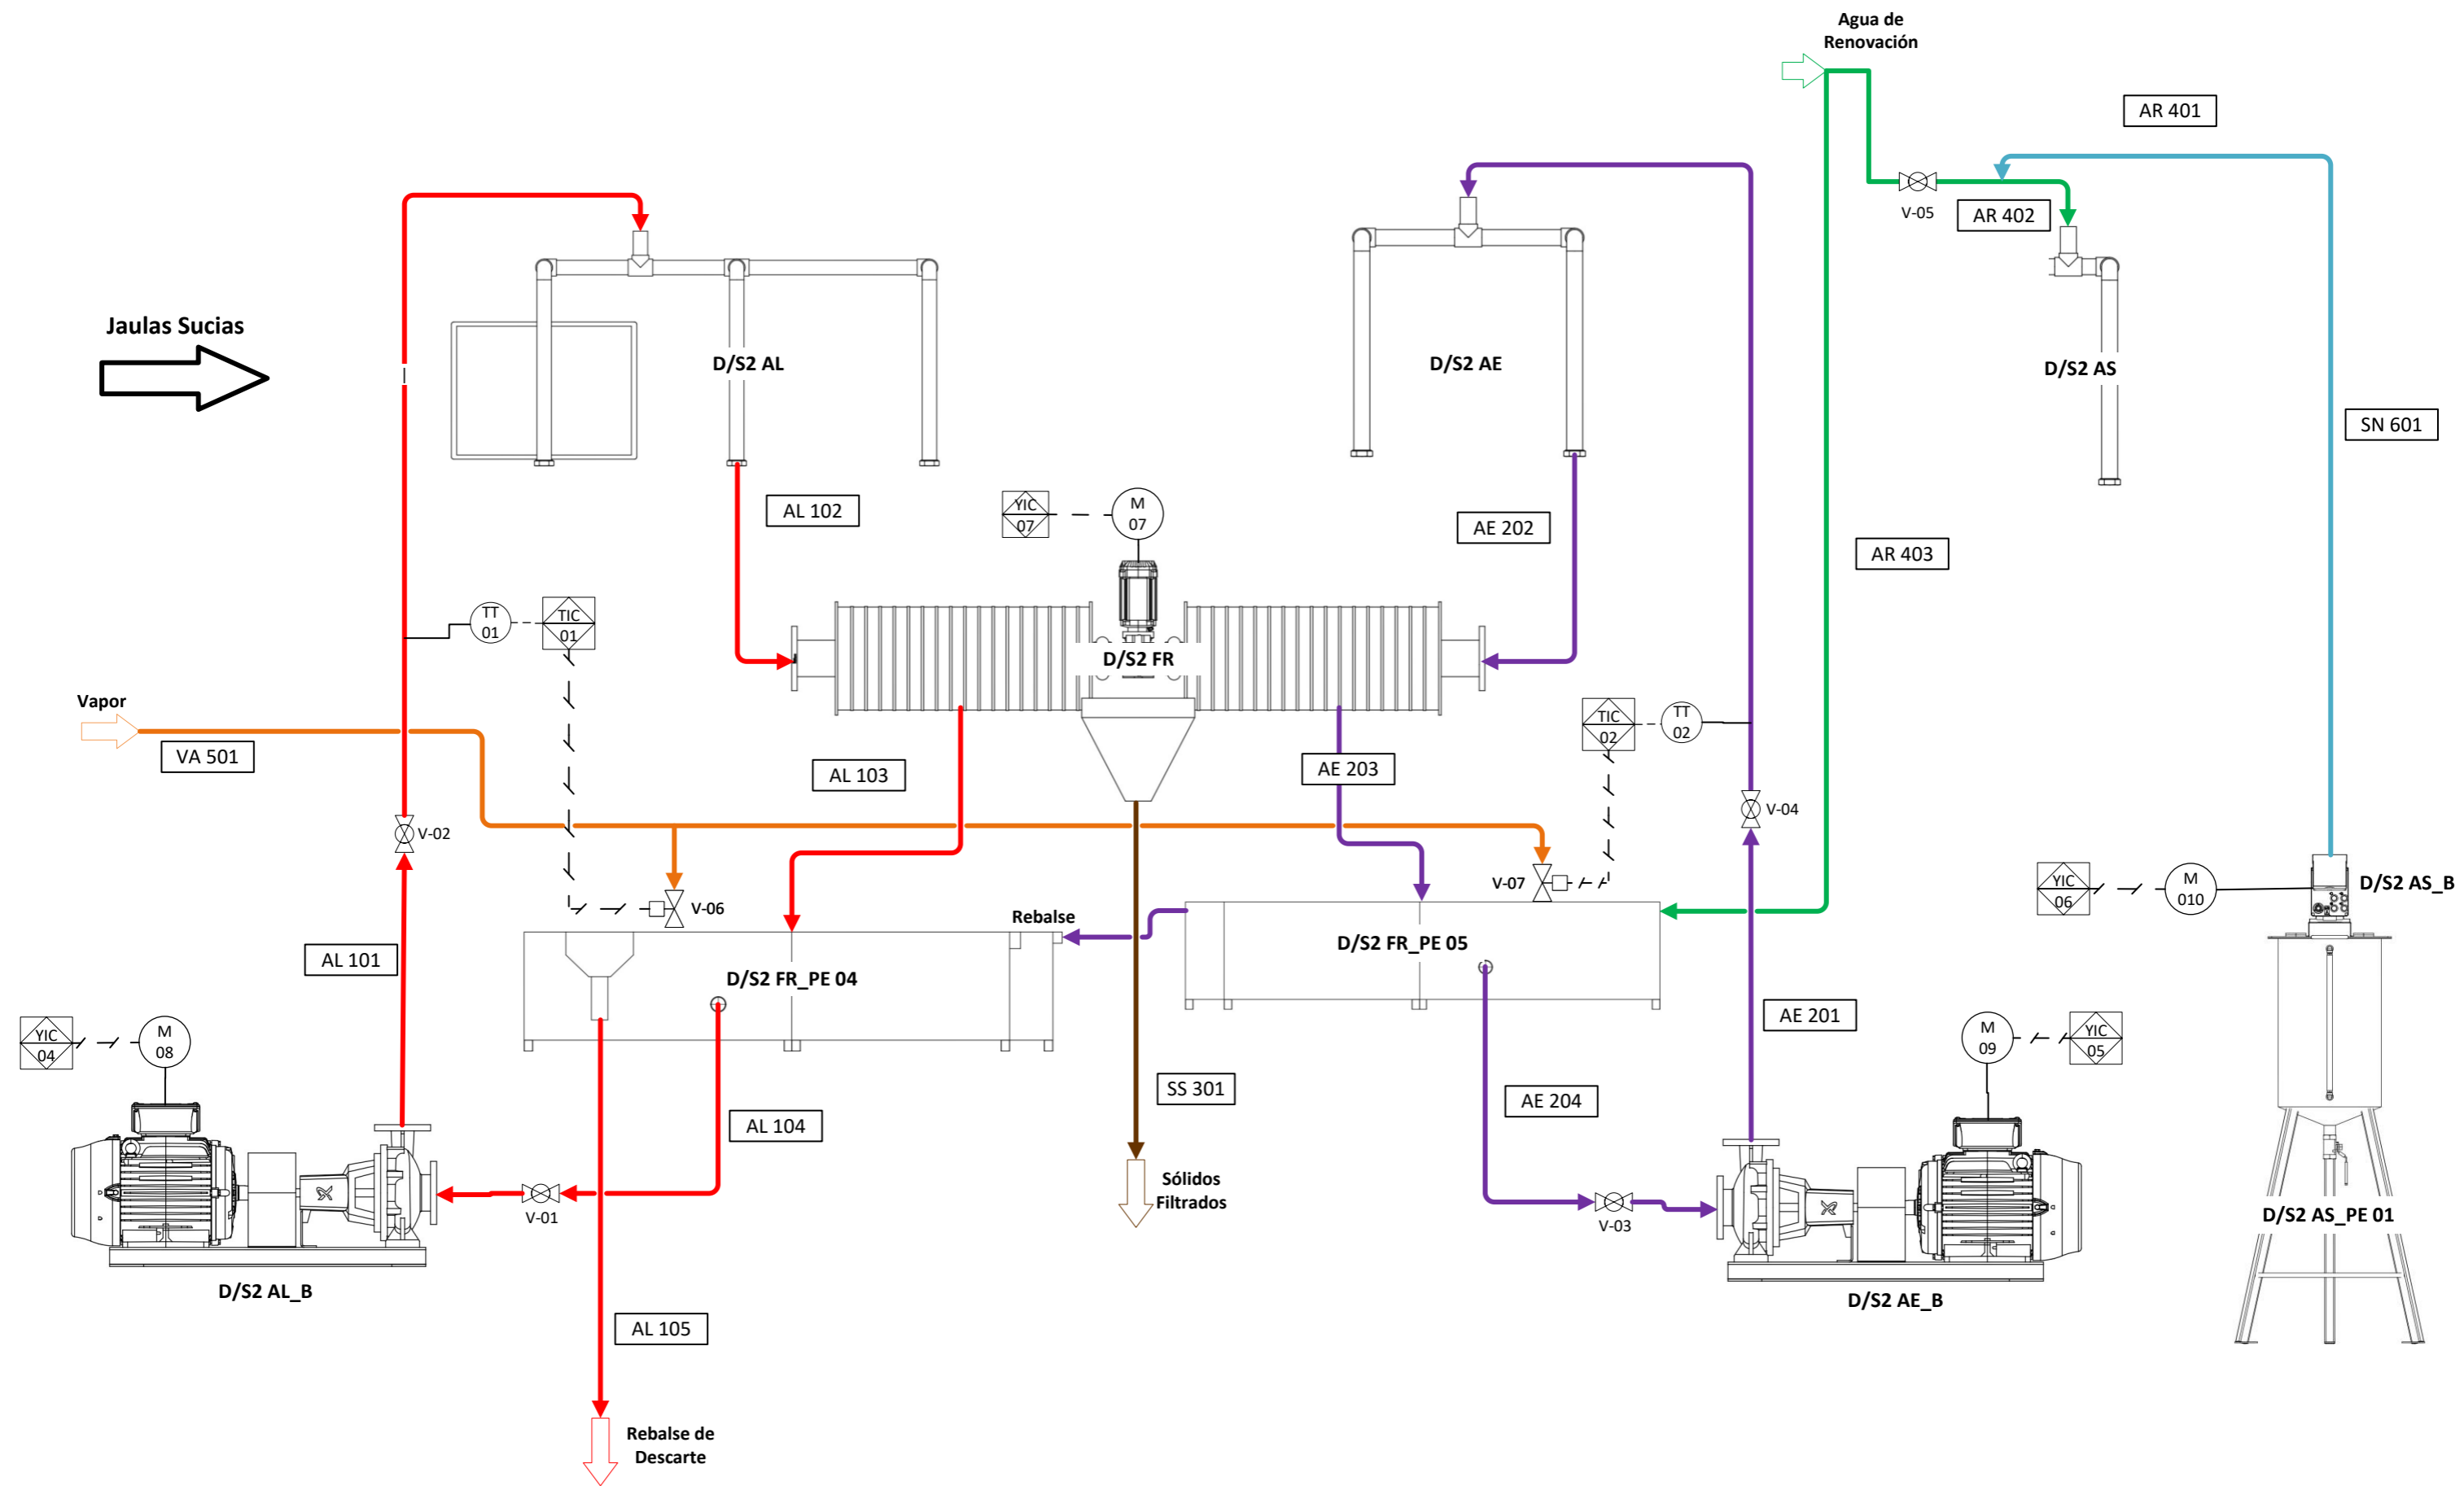 Agua de
Renovación
AR 401
AR 402
V-05
Jaulas Sucias
D/S2 AL
D/S2 AE
D/S2 AS
SN 601
AL 102
YIC
07
M
07
AE 202
AR 403
TT
01
TIC
01
D/S2 FR
Vapor
VA 501
TIC
02
TT
02
AL 103
AE 203
V-02
V-04
V-06
V-07
Rebalse
YIC
06
M
010
D/S2 AS_B
AL 101
D/S2 FR_PE 04
D/S2 FR_PE 05
AE 201
YIC
04
M
08
M
09
YIC
05
AL 104
SS 301
AE 204
V-01
Sólidos
Filtrados
V-03
D/S2 AS_PE 01
D/S2 AL_B
D/S2 AE_B
AL 105
Rebalse de
Descarte